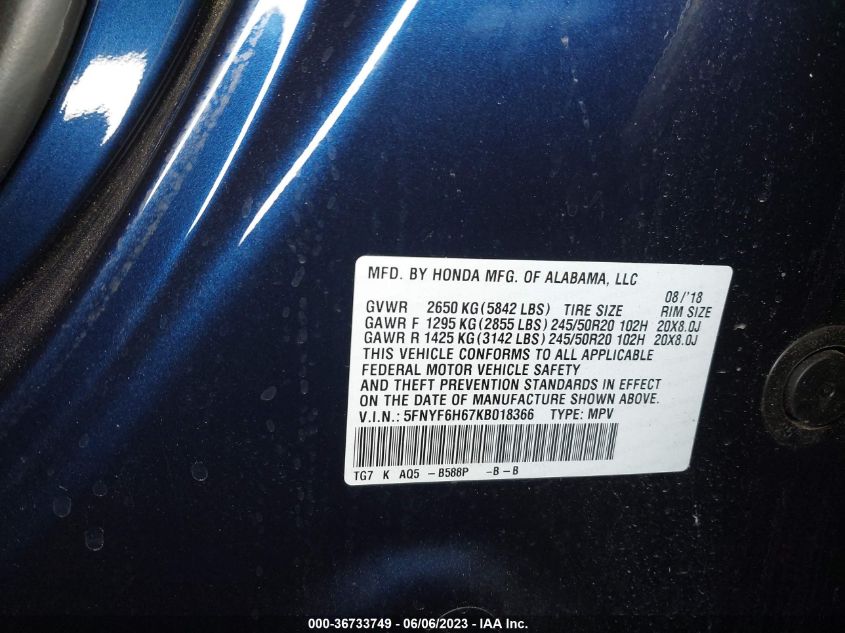 MFD. BY HONDA MFG. OF ALABAMA, LLC
08/'18
GVWR 2650 KG (5842 LBS) TIRE SIZE RIM SIZE
GAWR F 1295 KG (2855 LBS) 245/50R20 102H 20X8.0J
GAWR R 1425 KG (3142 LBS) 245/50R20 102H 20X8.0J
THIS VEHICLE CONFORMS TO ALL APPLICABLE
FEDERAL MOTOR VEHICLE SAFETY
AND THEFT PREVENTION STANDARDS IN EFFECT
ON THE DATE OF MANUFACTURE SHOWN ABOVE.
V.I.N.: 5FNYF6H67KB018366 TYPE: MPV
TG7 K AQ5 -B588P -B-B
000-36733749 - 06/06/2023 - IAA Inc.